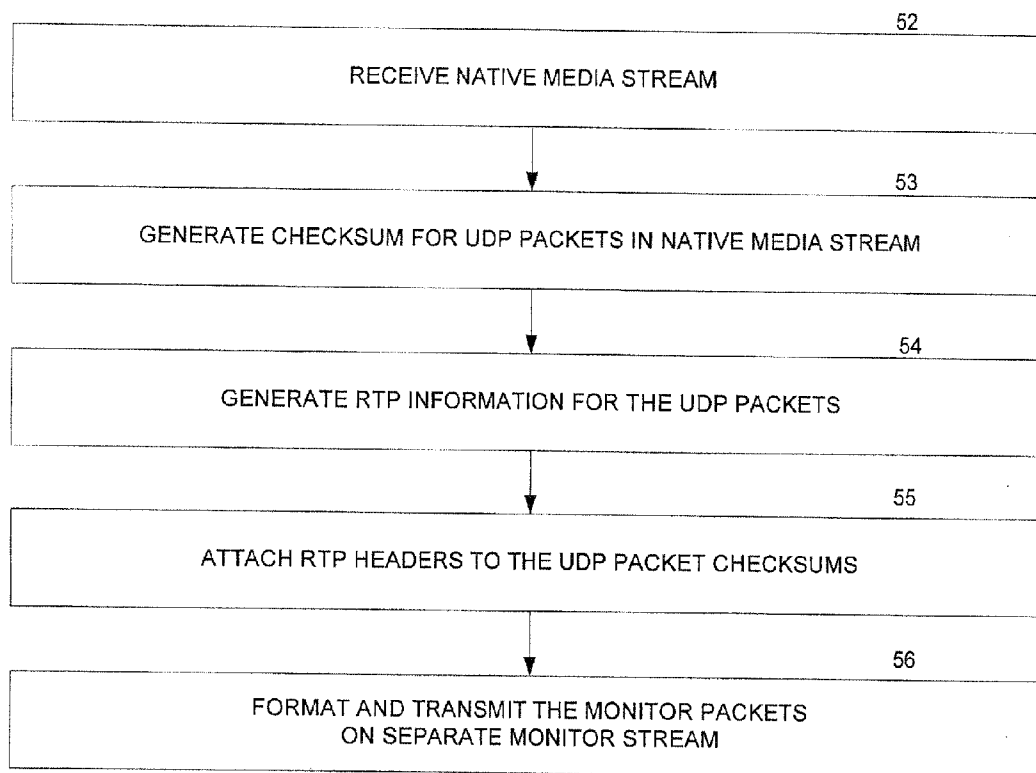 52
RECEIVE NATIVE MEDIA STREAM
53
GENERATE CHECKSUM FOR UDP PACKETS IN NATIVE MEDIA STREAM
54
GENERATE RTP INFORMATION FOR THE UDP PACKETS
55
ATTACH RTP HEADERS TO THE UDP PACKET CHECKSUMS
56
FORMAT AND TRANSMIT THE MONITOR PACKETS
ON SEPARATE MONITOR STREAM